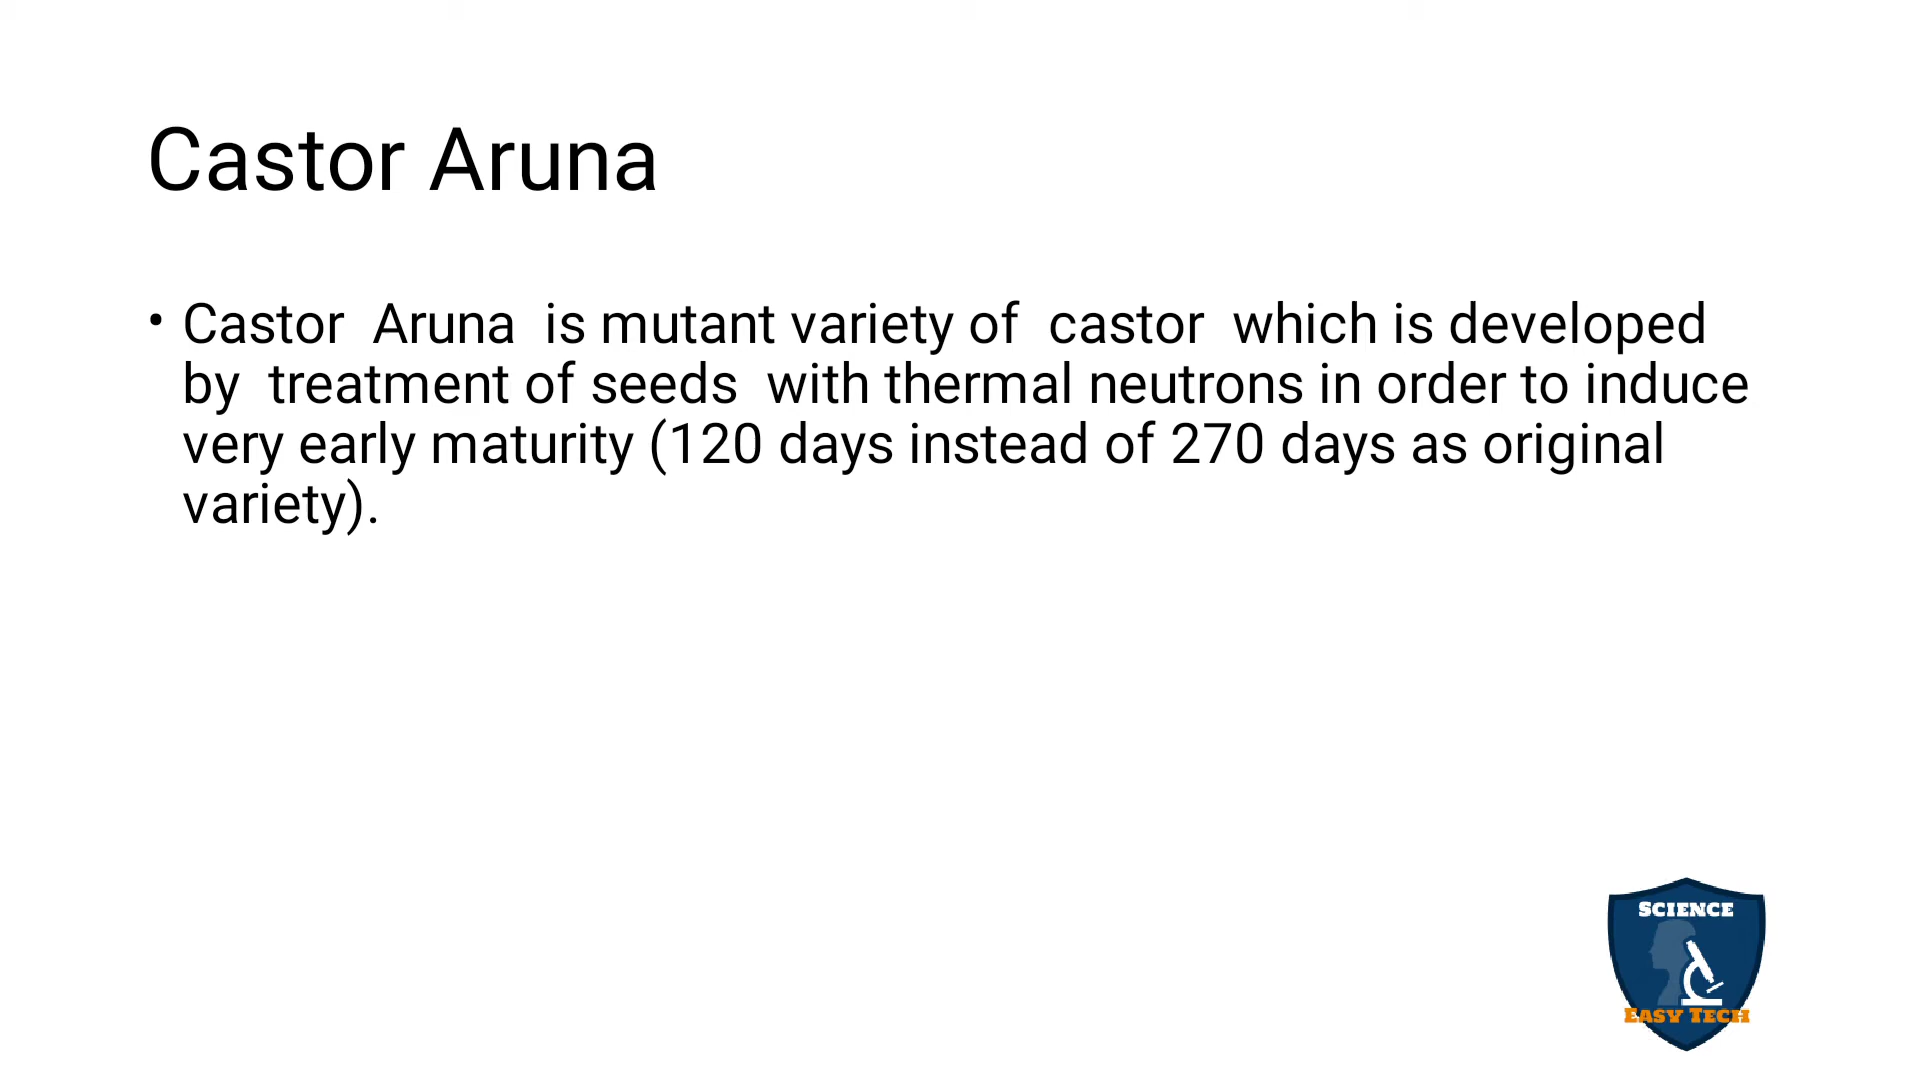 Castor Aruna
• Castor  Aruna  is mutant variety of  castor  which is developed
by  treatment of seeds  with thermal neutrons in order to induce
very early maturity (120 days instead of 270 days as original
variety).
SCIENCE
EASY TECH